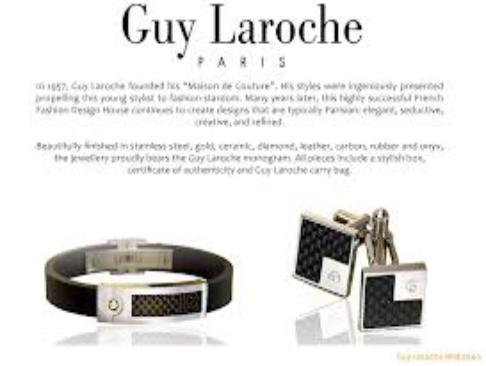 Guy Laroche
PARIS
In 1957, Guy Laroche founded his "Maison de Couture". His styles were ingeniously presented
propelling this young stylist to fashion stardom. Many years later, this highly successful French
Fashion Design House continues to create designs that are typically Parisian: elegant, seductive,
creative, and refined.
Beautifully finished in stainless steel, gold, ceramic, diamond, leather, carbon, rubber and onyx,
the jewellery proudly bears the Guy Laroche monogram. All pieces include a stylish box,
certificate of authenticity and Guy Laroche carry bag.
Guy Laroche